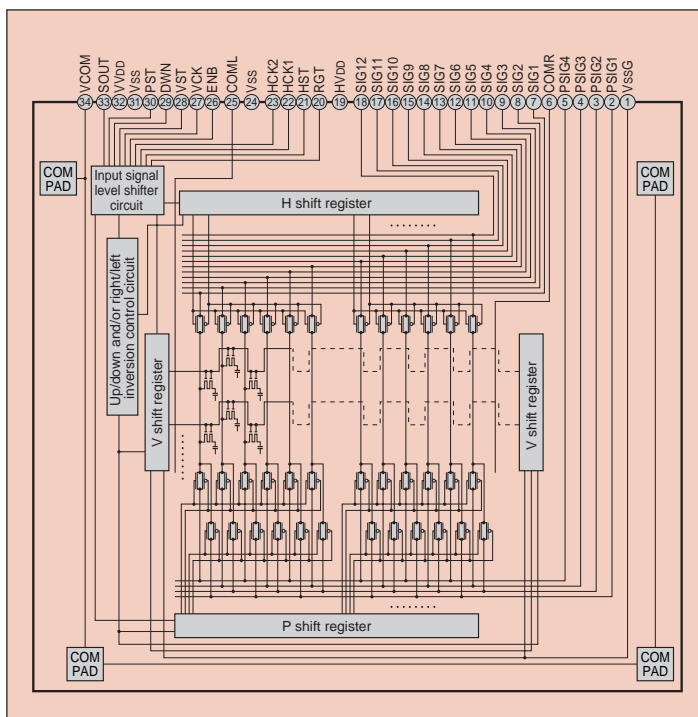 VCOM
SOUT
VVDD
VSS
PST
DWN
VST
VCK
ENB
COML
VSS
HCK2
HCK1
HST
RGT
HVDD
SIG12
SIG11
SIG10
SIG9
SIG8
SIG7
SIG6
SIG5
SIG4
SIG3
SIG2
SIG1
COMR
PSIG4
PSIG3
PSIG2
PSIG1
VSSG
34 33 32 31 30 29 28 27 26 25 24 23 22 21 20 19 18 17 16 15 14 13 12 11 10 9 8 7 6 5 4 3 2 1
COM
PAD
Input signal
level shifter
circuit
COM
PAD
H shift register
Up/down and/or right/left
inversion control circuit
V shift register
V shift register
P shift register
COM
PAD
COM
PAD